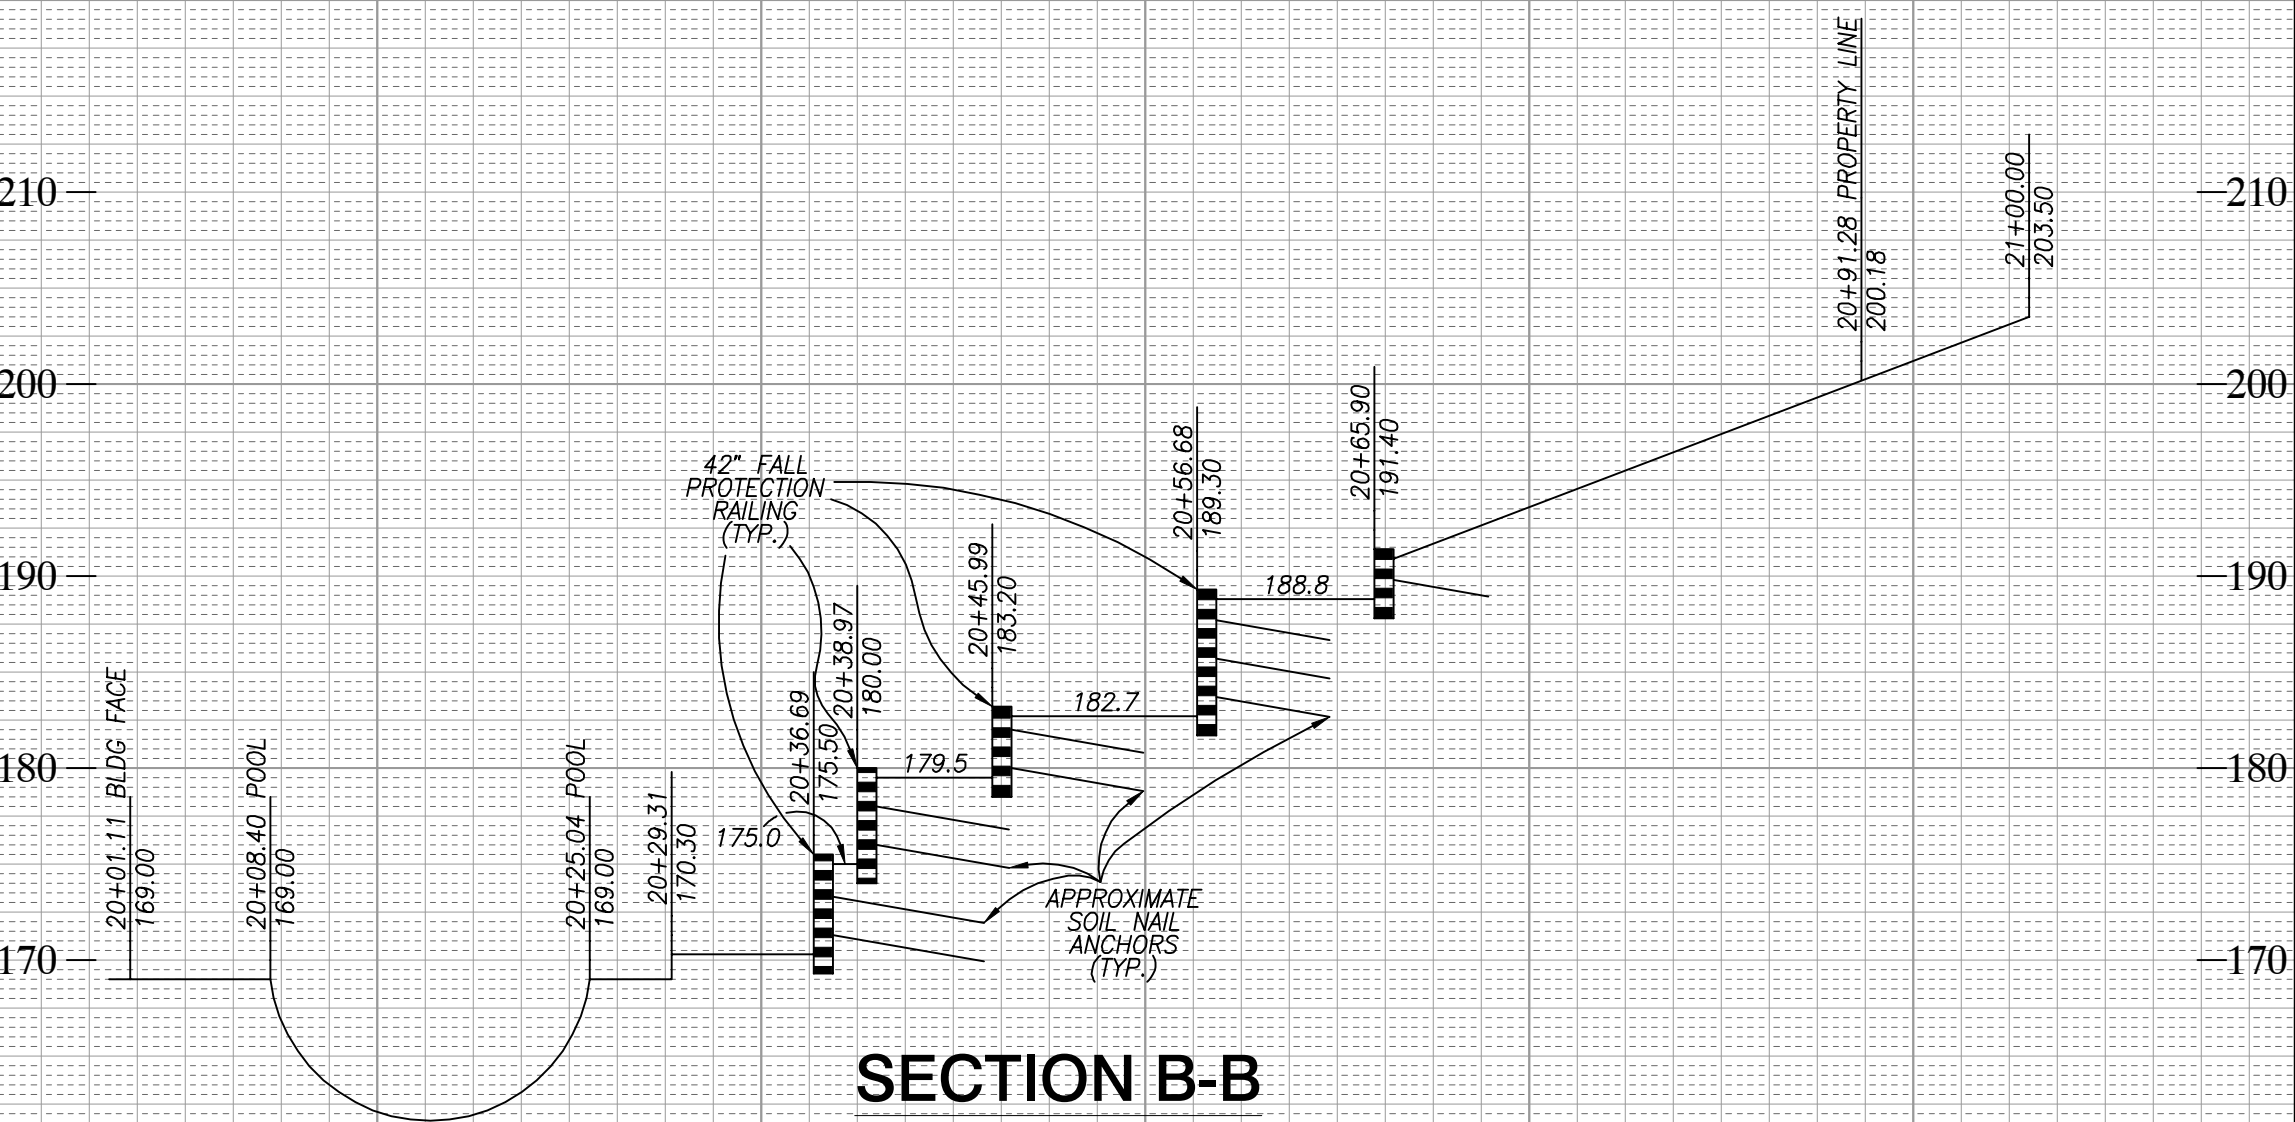 20+91.28 PROPERTY LINE
200.18
21+00.00
203.50
210
210
200
200
20+65.90
191.40
20+56.68
189.30
42" FALL
PROTECTION
RAILING
(TYP.)
20+45.99
183.20
190
188.8
190
20+38.97
180.00
20+36.69
175.50
182.7
20+01.11 BLDG FACE
169.00
20+08.40 POOL
169.00
20+25.04 POOL
169.00
20+29.31
170.30
180
179.5
180
175.0
APPROXIMATE
SOIL NAIL
ANCHORS
(TYP.)
170
170
SECTION B-B